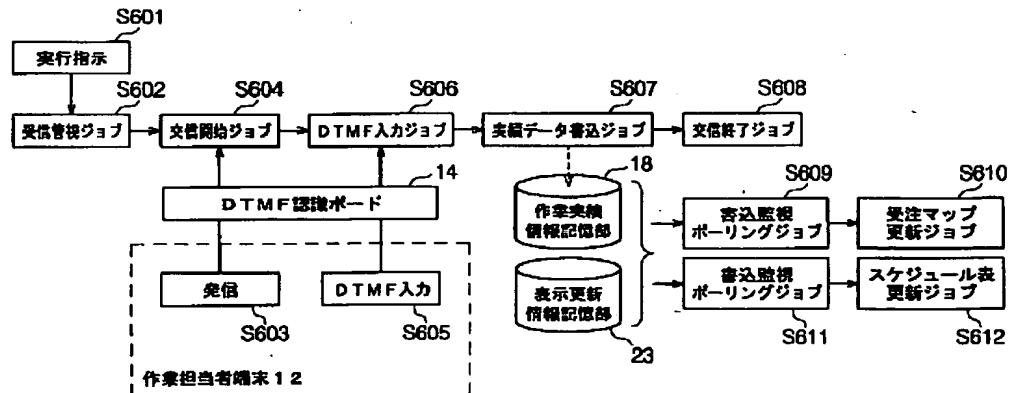 S601
実行指示
S602
S604
S606
S607
S608
受信管視ジョブ
交信開始ジョブ
DTMF入力ジョブ
実績データ書込ジョブ
交信終了ジョブ
14
DTMF認識ボード
18
作業実績
情報記憶部
S609
S610
書込監視
ポーリングジョブ
受注マップ
更新ジョブ
発信
DTMF入力
S603
S605
表示更新
情報記憶部
書込監視
ポーリングジョブ
スケジュール表
更新ジョブ
23
S611
S612
作業担当者端末12